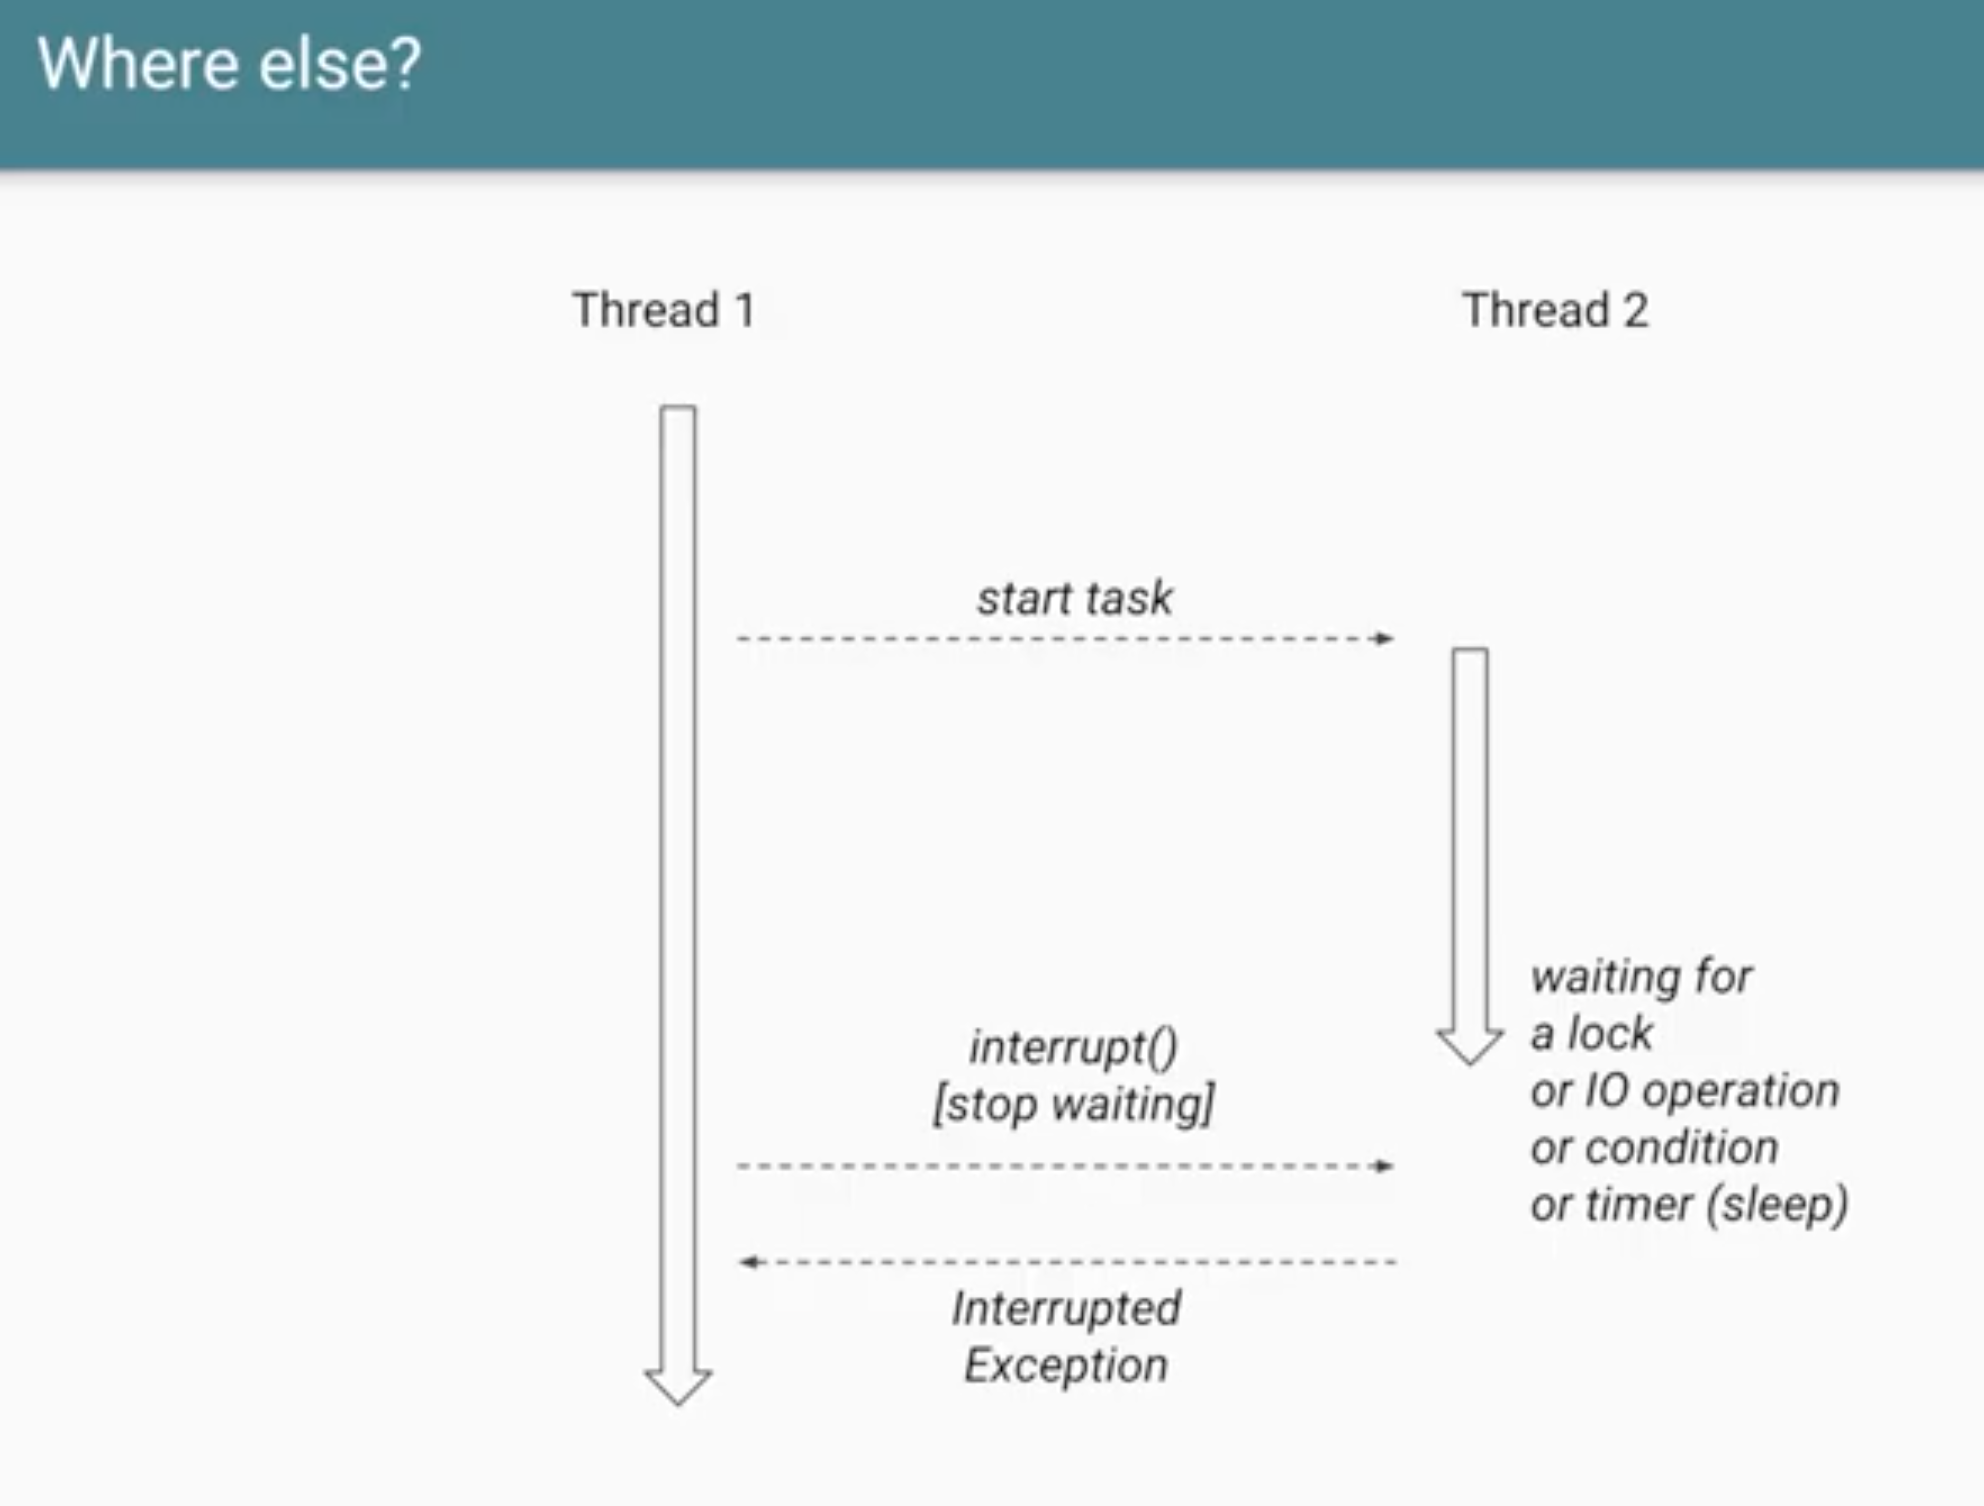 Where else?
Thread 1
Thread 2
start task
waiting for
a lock
or IO operation
or condition
or timer (sleep)
interrupt()
[stop waiting]
Interrupted
Exception